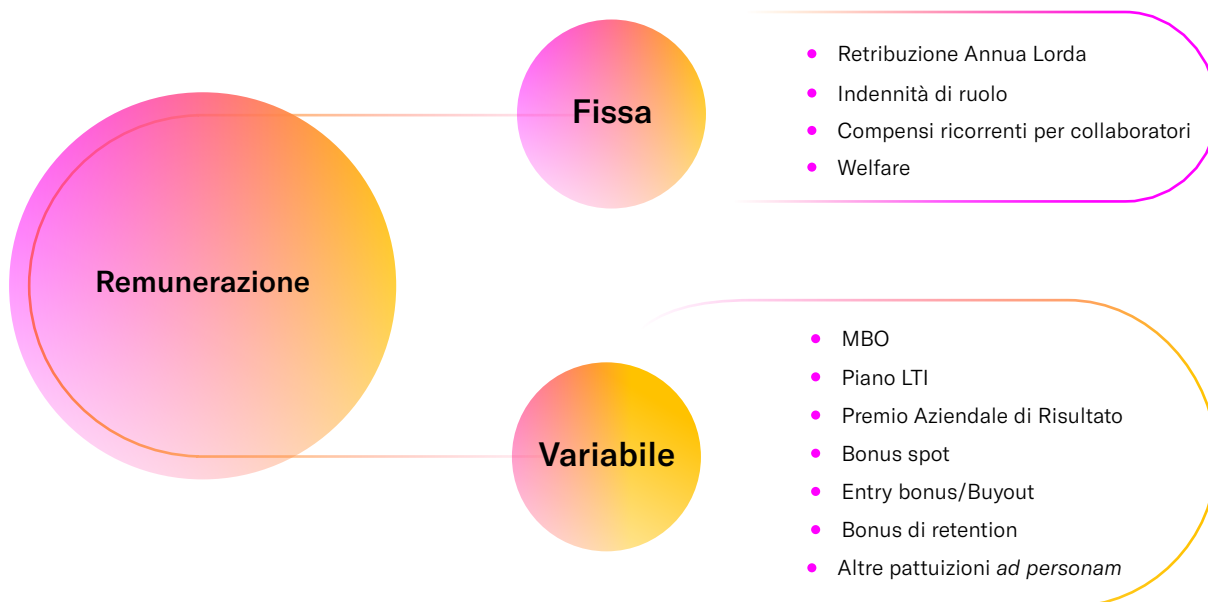 Remunerazione
Fissa
Retribuzione Annua Lorda
Indennità di ruolo
Compensi ricorrenti per collaboratori
Welfare
Variabile
MBO
Piano LTI
Premio Aziendale di Risultato
Bonus spot
Entry bonus/Buyout
Bonus di retention
Altre pattuizioni ad personam